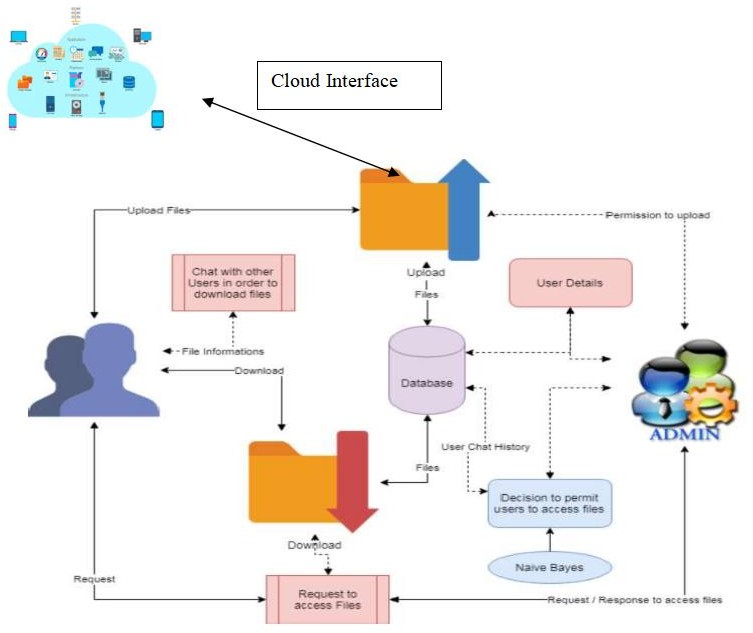 Cloud Interface
Upload Files
Permission to upload
Chat with other
Users in order to
download files
Upload
Files
User Details
File Informations
Download
Database
ADMIN
User Chat History
Files
Decision to permit
users to access files
Download
Naive Bayes
Request
Request to
access Files
Request / Response to access files